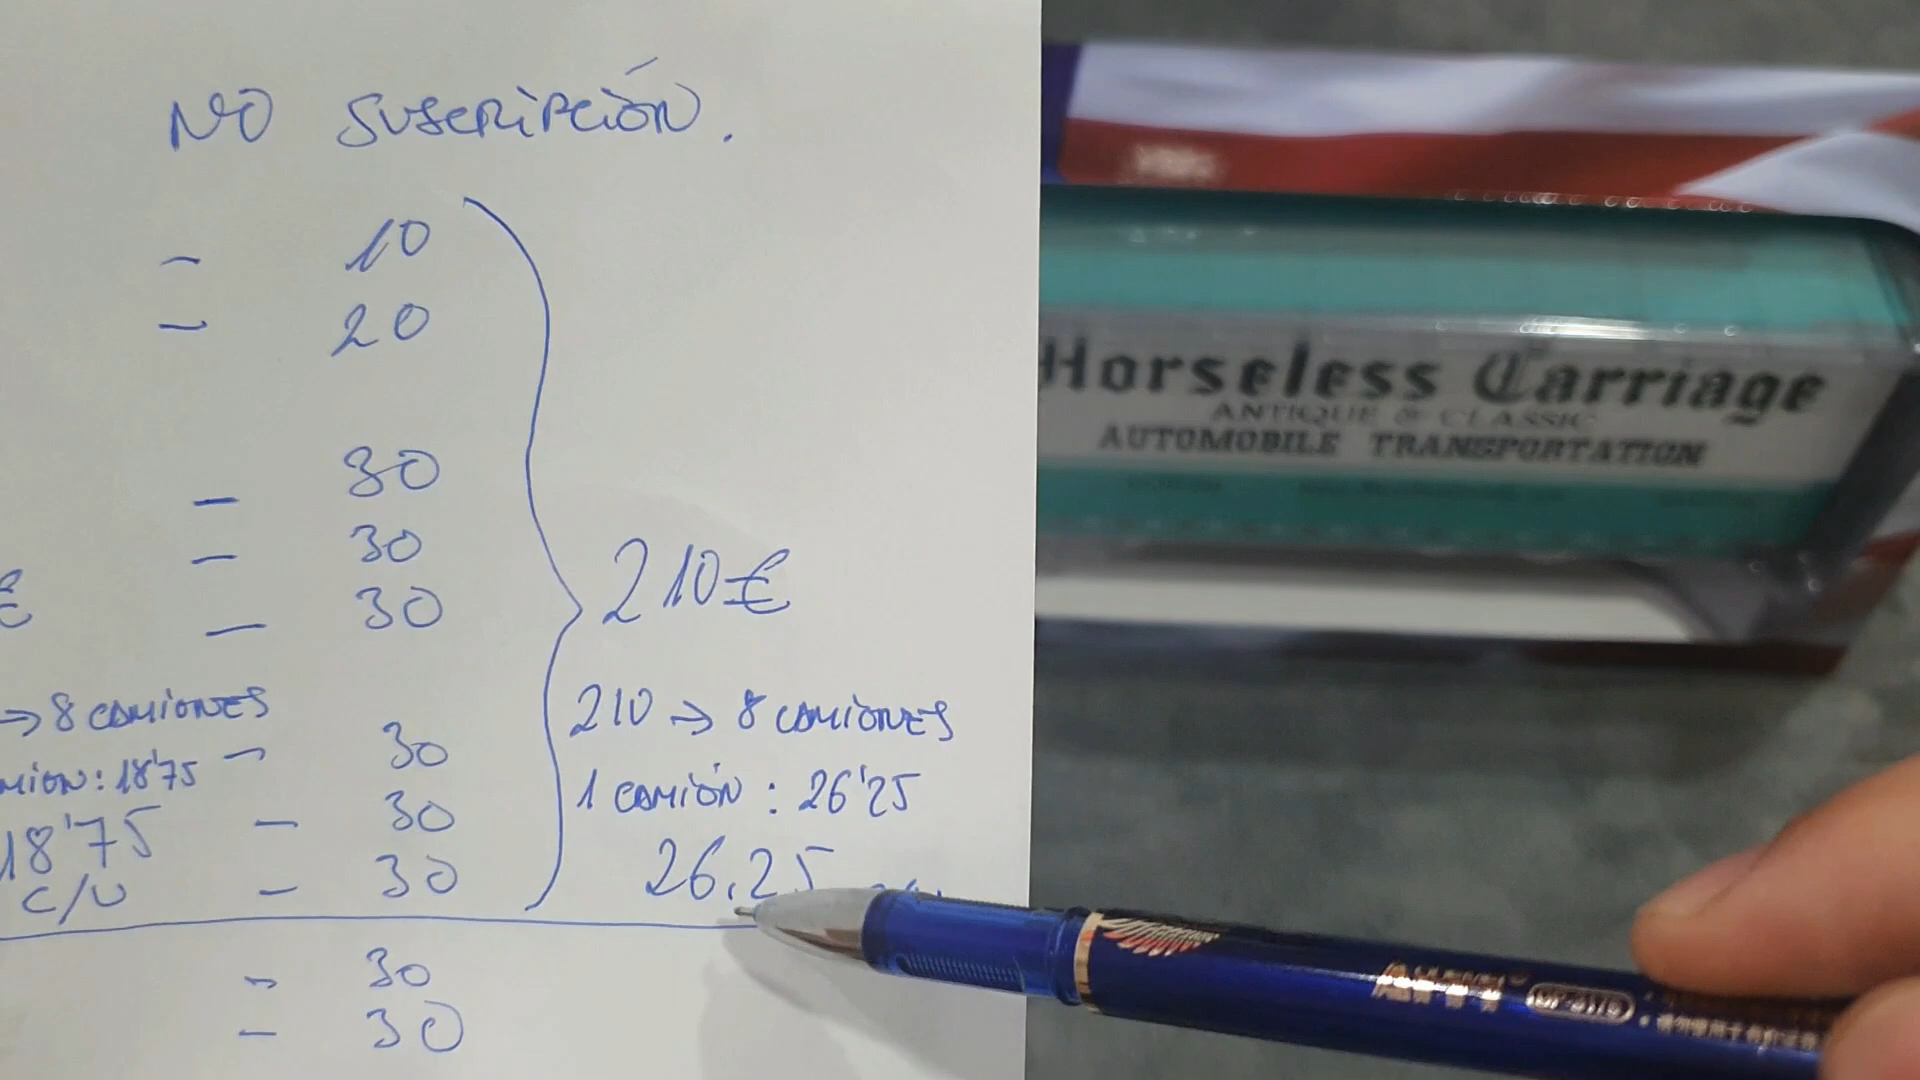 NO SUSCRIPCIÓN.
- 10
- 20
- 30
- 30
€ - 30
210€
→ 8 CAMIONES
- 30
210 → 8 CAMIONES
MION: 18'75
- 30
1 CAMIÓN: 26'25
18'75
C/U
- 30
26.25
- 30
- 30
Horseless Carriage
ANTIQUE & CLASSIC
AUTOMOBILE TRANSPORTATION